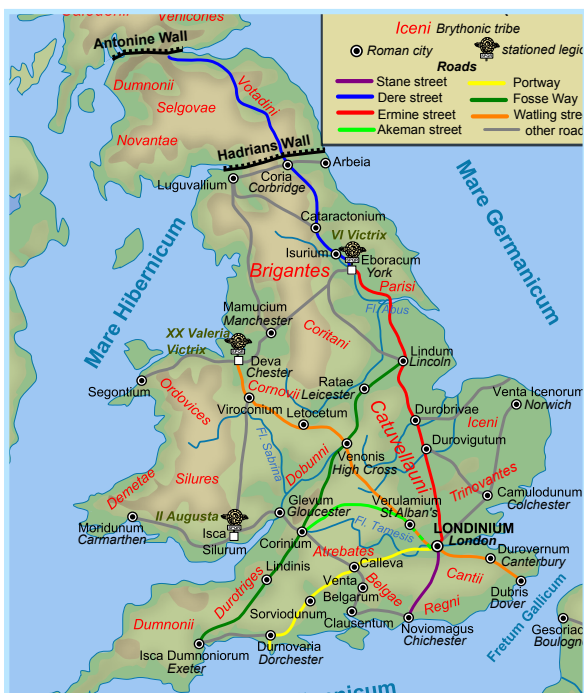 Venicones
Antonine Wall
Iceni Brythonic tribe
Roman city
stationed legio
Roads
Stane street
Portway
Dere street
Fosse Way
Ermine street
Watling stre
Akeman street
other road
Dumnonii
Votadini
Selgovae
Novantae
Hadrians Wall
Arbeia
Coria
Corbridge
Luguvallium
Mare Germanicum
Mare Hibernicum
Cataractonium
VI Victrix
Isurium
Eboracum
York
Brigantes
Parisi
Fl. Abus
Mamucium
Manchester
Coritani
XX Valeria
Victrix
Deva
Chester
Lindum
Lincoln
Segontium
Ordovices
Cornovii
Ratae
Leicester
Viroconium
Letocetum
Catuvellauni
Durobrivae
Venta Icenorum
Norwich
Iceni
Durovigutum
Venonis
High Cross
Fl. Sabrina
Dobunni
Silures
Demetae
Trinovantes
Camulodunum
Colchester
Verulamium
St Alban's
Glevum
Gloucester
II Augusta
Isca
Silurum
Moridunum
Carmarthen
Corinium
Fl. Tamesis
LONDINIUM
London
Atrebates
Calleva
Durovernum
Canterbury
Cantii
Dubris
Dover
Lindinis
Durotriges
Venta
Belgarum
Belgae
Regni
Sorviodunum
Clausentum
Noviomagus
Chichester
Fretum Gallicum
Gesoriac
Boulogn
Dumnonii
Isca Dumnoniorum
Exeter
Durnovaria
Dorchester